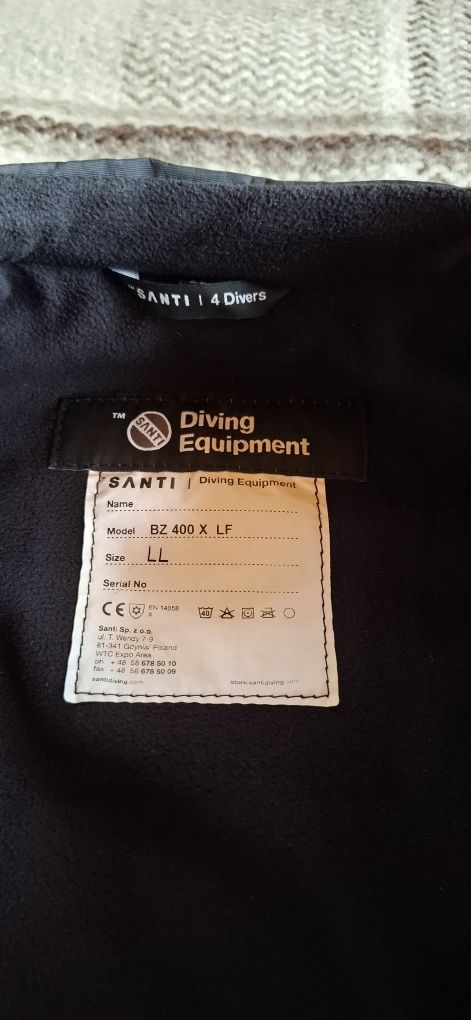 SANTI | 4 Divers
TM SANTI Diving
Equipment
SANTI | Diving Equipment
Name
Model BZ 400 X LF
Size LL
Serial No
CE EN 14058
X
40
Santi Sp. z o.o.
ul. T. Wendy 7-9
81-341 Gdynia/ Poland
WTC Expo Area
ph + 48 58 678 50 10
fax + 48 58 678 50 09
santidiving.com store.santidiving.com